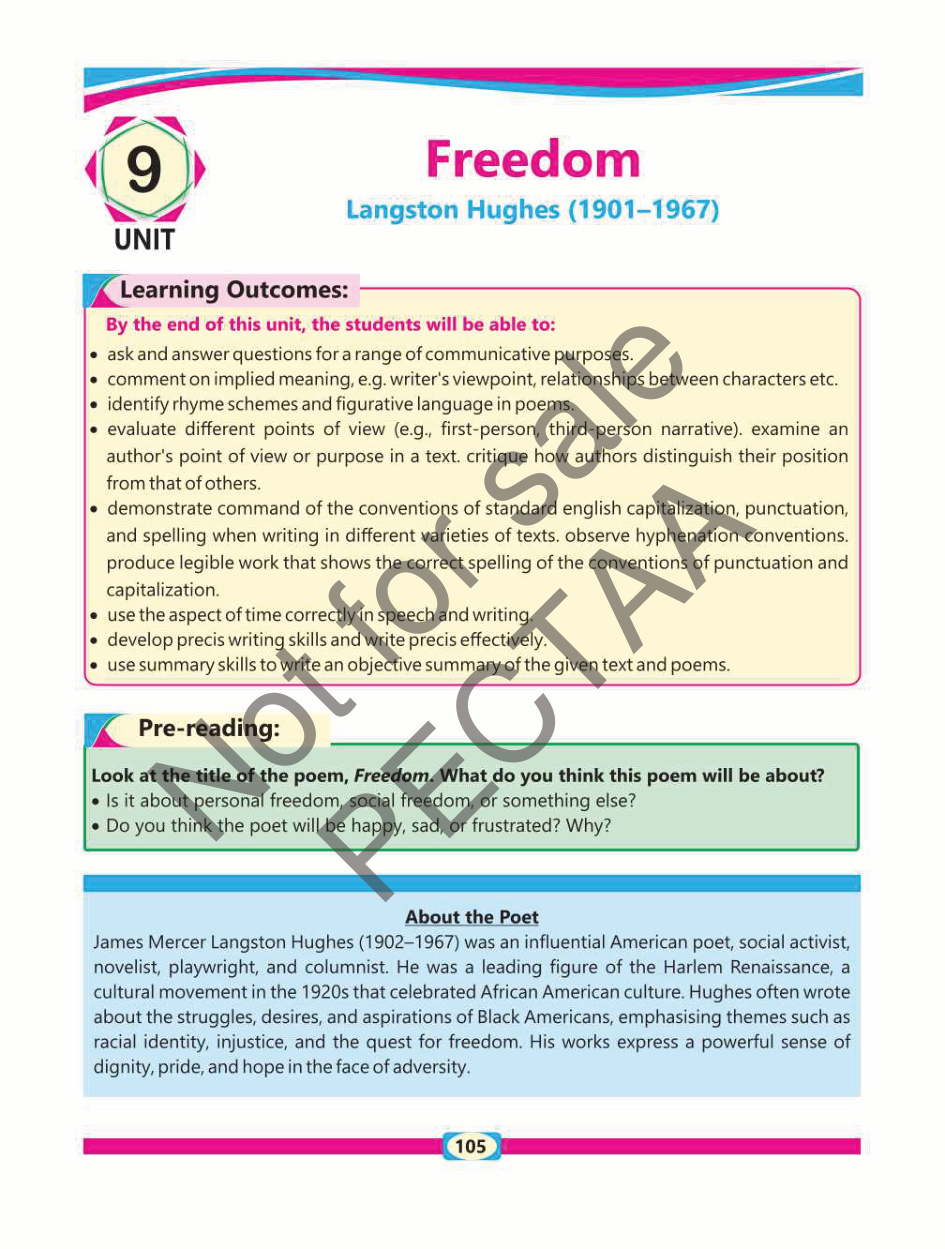 9
UNIT
Freedom
Langston Hughes (1901–1967)
Learning Outcomes:
By the end of this unit, the students will be able to:
• ask and answer questions for a range of communicative purposes.
• comment on implied meaning, e.g. writer's viewpoint, relationships between characters etc.
• identify rhyme schemes and figurative language in poems.
• evaluate different points of view (e.g., first-person, third-person narrative). examine an
author's point of view or purpose in a text. critique how authors distinguish their position
from that of others.
• demonstrate command of the conventions of standard english capitalization, punctuation,
and spelling when writing in different varieties of texts. observe hyphenation conventions.
produce legible work that shows the correct spelling of the conventions of punctuation and
capitalization.
• use the aspect of time correctly in speech and writing.
• develop precis writing skills and write precis effectively.
• use summary skills to write an objective summary of the given text and poems.
Pre-reading:
Look at the title of the poem, Freedom. What do you think this poem will be about?
• Is it about personal freedom, social freedom, or something else?
• Do you think the poet will be happy, sad, or frustrated? Why?
About the Poet
James Mercer Langston Hughes (1902–1967) was an influential American poet, social activist,
novelist, playwright, and columnist. He was a leading figure of the Harlem Renaissance, a
cultural movement in the 1920s that celebrated African American culture. Hughes often wrote
about the struggles, desires, and aspirations of Black Americans, emphasising themes such as
racial identity, injustice, and the quest for freedom. His works express a powerful sense of
dignity, pride, and hope in the face of adversity.
105
Not for sale
PECTAA